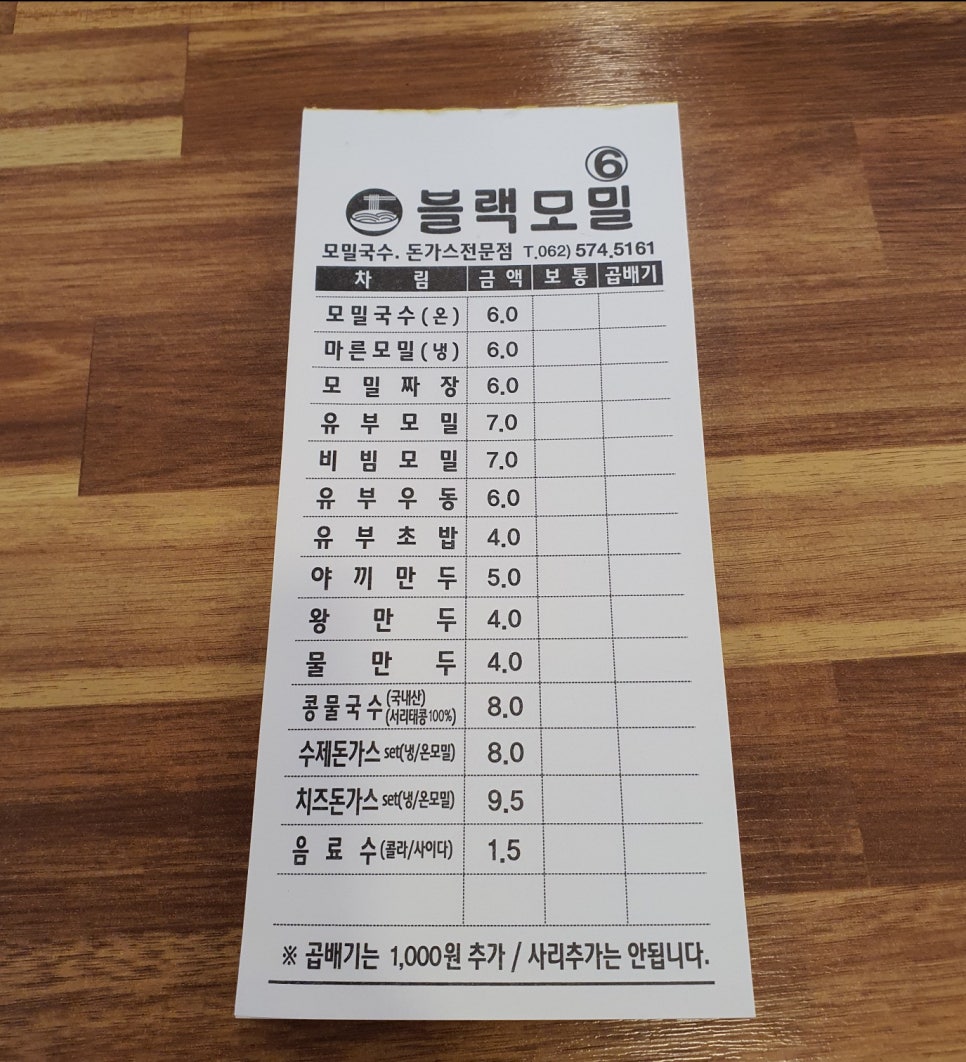 ⑥
블랙모밀
모밀국수. 돈가스전문점 T.062) 574.5161
차림 금액 보통 곱배기
모밀국수(온) 6.0
마른모밀(냉) 6.0
모밀짜장 6.0
유부모밀 7.0
비빔모밀 7.0
유부우동 6.0
유부초밥 4.0
야끼만두 5.0
왕만두 4.0
물만두 4.0
콩물국수 (국내산) (서리태콩100%) 8.0
수제돈가스 set(냉/온모밀) 8.0
치즈돈가스 set(냉/온모밀) 9.5
음료수(콜라/사이다) 1.5
※ 곱배기는 1,000원 추가 / 사리추가는 안됩니다.